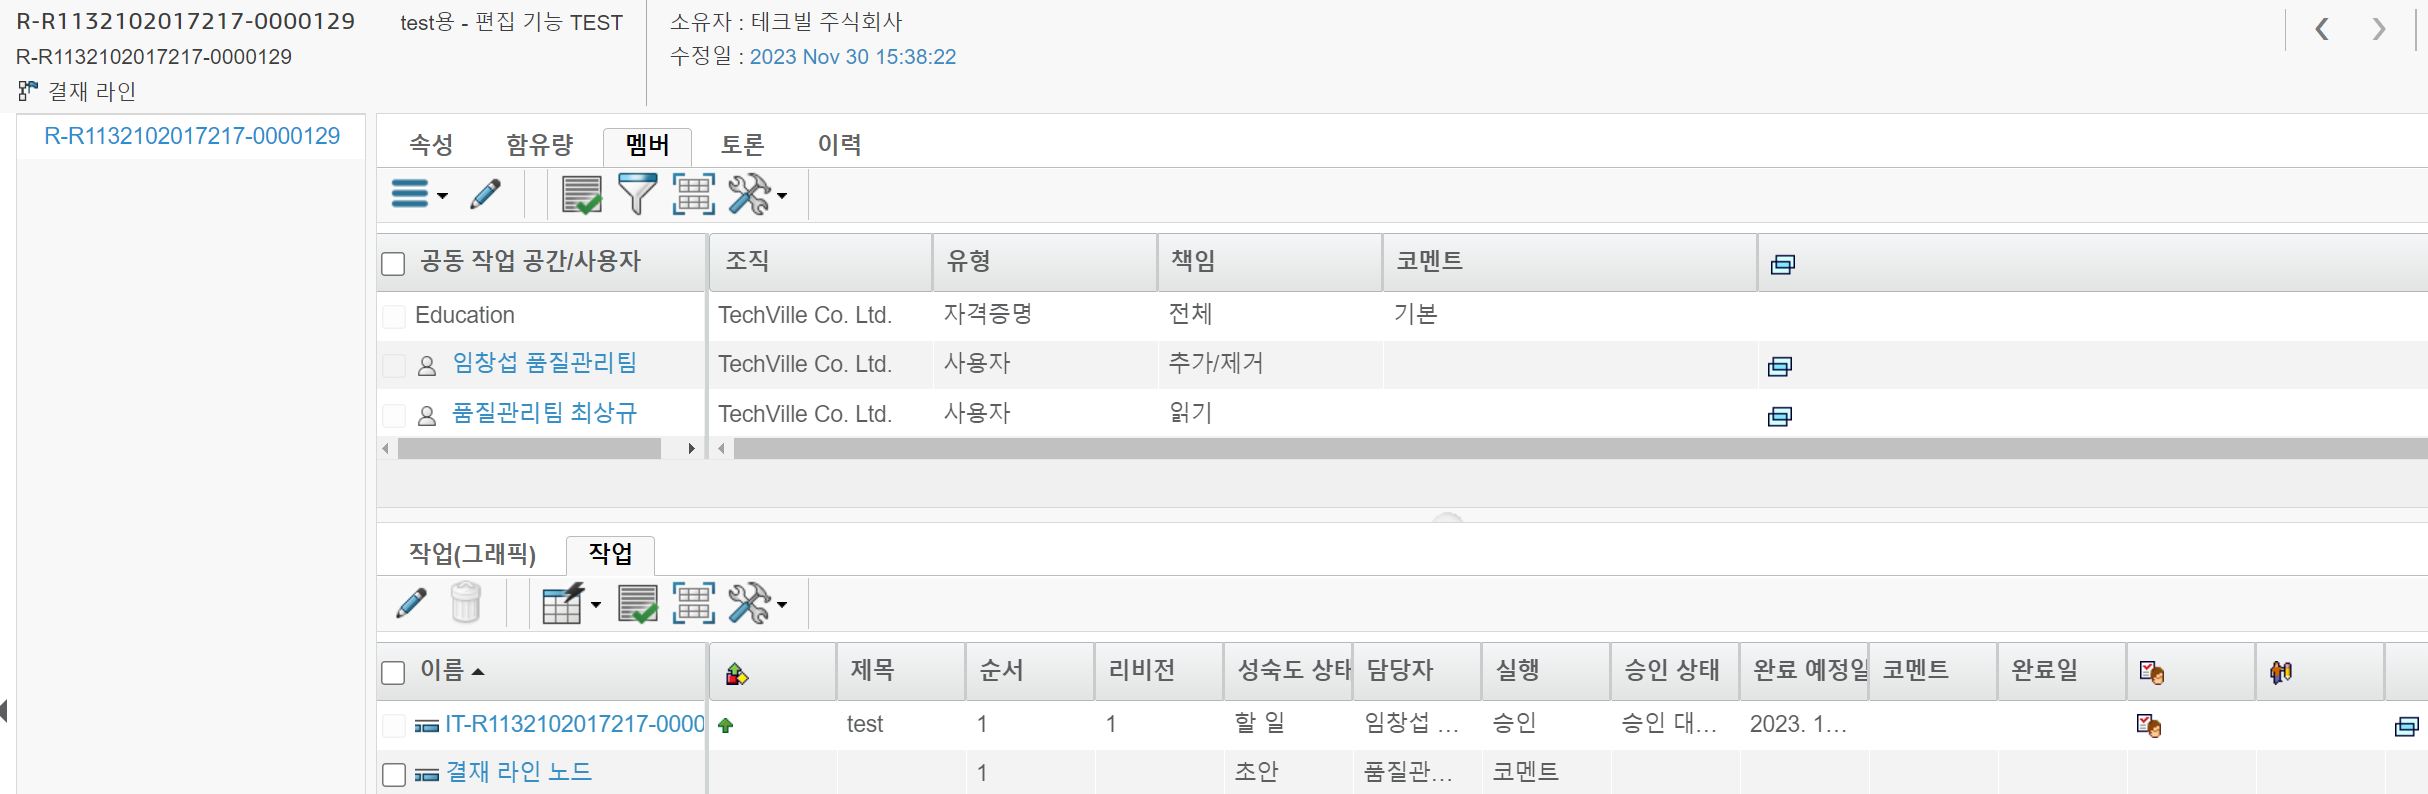 R-R1132102017217-0000129
R-R1132102017217-0000129
결재 라인
test용 - 편집 기능 TEST
소유자 : 테크빌 주식회사
수정일 : 2023 Nov 30 15:38:22
R-R1132102017217-0000129
속성 함유량 멤버 토론 이력
공동 작업 공간/사용자 조직 유형 책임 코멘트
Education TechVille Co. Ltd. 자격증명 전체 기본
임창섭 품질관리팀 TechVille Co. Ltd. 사용자 추가/제거
품질관리팀 최상규 TechVille Co. Ltd. 사용자 읽기
작업(그래픽) 작업
이름 제목 순서 리비전 성숙도 상태 담당자 실행 승인 상태 완료 예정일 코멘트 완료일
IT-R1132102017217-0000 test 1 1 할 일 임창섭 ... 승인 승인 대... 2023. 1...
결재 라인 노드 1 초안 품질관... 코멘트